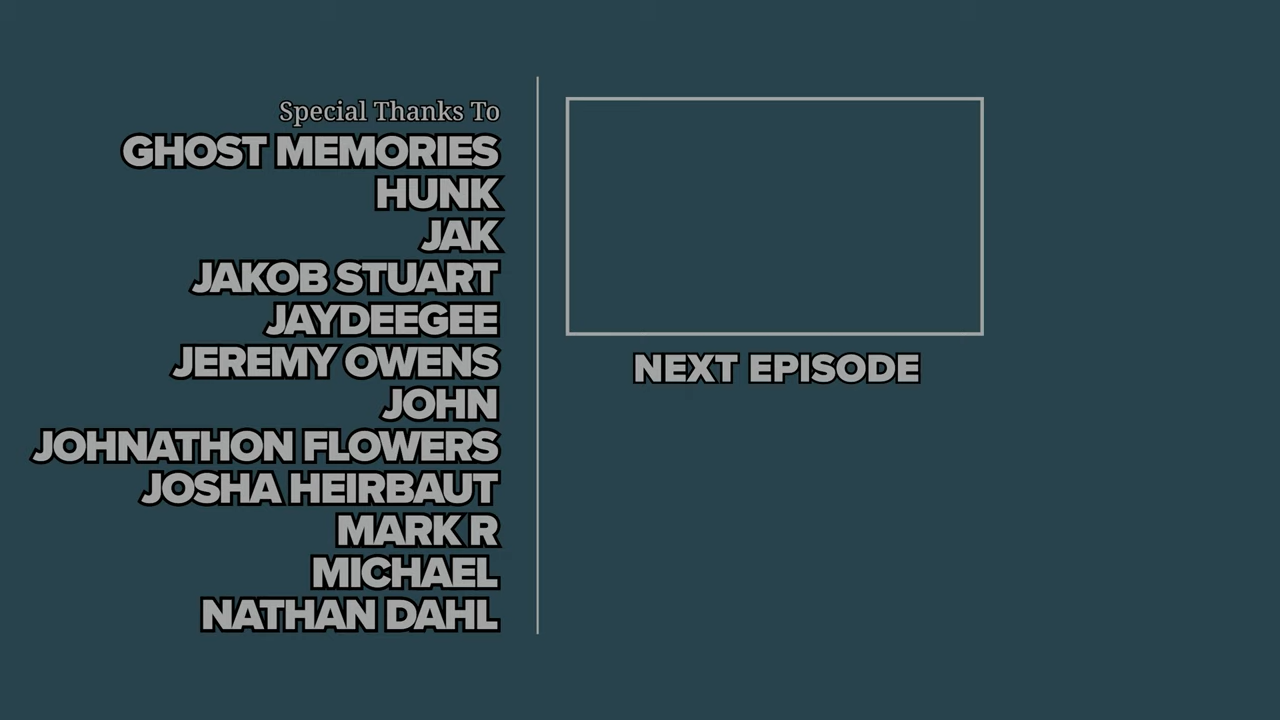 Special Thanks To
GHOST MEMORIES
HUNK
JAK
JAKOB STUART
JAYDEEGEE
JEREMY OWENS
JOHN
JOHNATHON FLOWERS
JOSHA HEIRBAUT
MARK R
MICHAEL
NATHAN DAHL
NEXT EPISODE